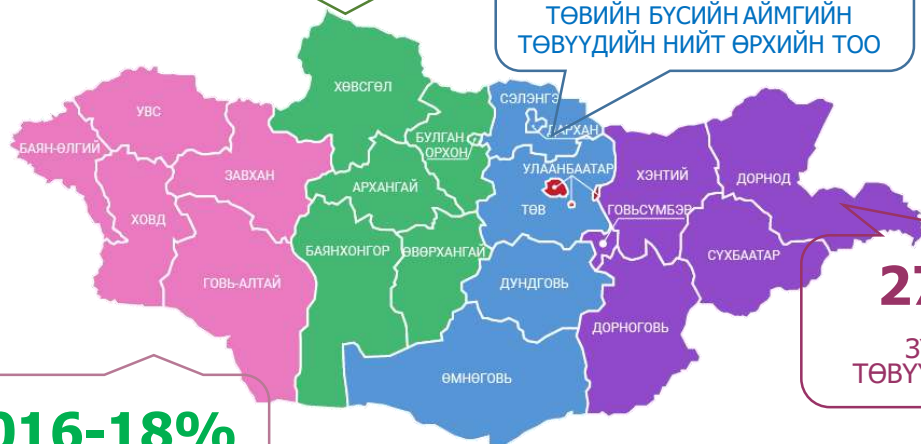 ТӨВИЙН БҮСИЙН АЙМГИЙН
ТӨВҮҮДИЙН НИЙТ ӨРХИЙН ТОО
ХӨВСГӨЛ
СЭЛЭНГЭ
УВС
ДАРХАН
БАЯН-ӨЛГИЙ
БУЛГАН
ОРХОН
ЗАВХАН
УЛААНБААТАР
ХЭНТИЙ
ДОРНОД
АРХАНГАЙ
ХОВД
ТӨВ
ГОВЬСҮМБЭР
БАЯНХОНГОР
ӨВӨРХАНГАЙ
СҮХБААТАР
ГОВЬ-АЛТАЙ
ДУНДГОВЬ
27
ДОРНОГОВЬ
ӨМНӨГОВЬ
016-18%